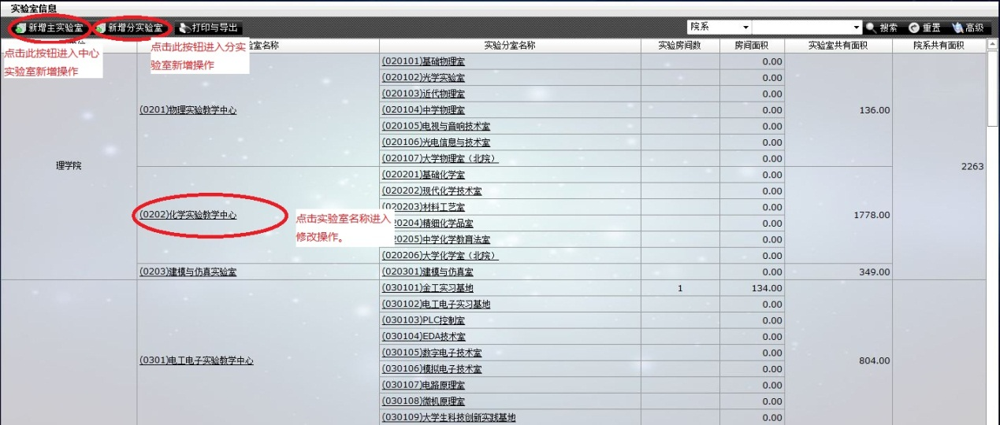 实验室信息
新增主实验室 新增分实验室 打印与导出 院系 搜索 重置 高级
点击此按钮进入中心
实验室新增操作
点击此按钮进入分实
验室新增操作
室名称 实验分室名称 实验房间数 房间面积 实验室共有面积 院系共有面积
(020101)基础物理室 0.00
(020102)光学实验室 0.00
(020103)近代物理室 0.00
(0201)物理实验教学中心 (020104)中学物理室 0.00 136.00
(020105)电视与音响技术室 0.00
(020106)光电信息与技术室 0.00
(020107)大学物理室（北院） 0.00
理学院 2263
(020201)基础化学室 0.00
(020202)现代化学技术室 0.00
(020203)材料工艺室 0.00
(0202)化学实验教学中心 1778.00
点击实验室名称进入
修改操作。
20204)精细化学品室 0.00
20205)中学化学教育法室 0.00
(020206)大学化学室（北院） 0.00
(0203)建模与仿真实验室 (020301)建模与仿真室 0.00 349.00
(030101)金工实习基地 1 134.00
(030102)电工电子实习基地 0.00
(030103)PLC控制室 0.00
(030104)EDA技术室 0.00
(030105)数字电子技术室 0.00
(0301)电工电子实验教学中心 804.00
(030106)模拟电子技术室 0.00
(030107)电路原理室 0.00
(030108)微机原理室 0.00
(030109)大学生科技创新实践基地 0.00